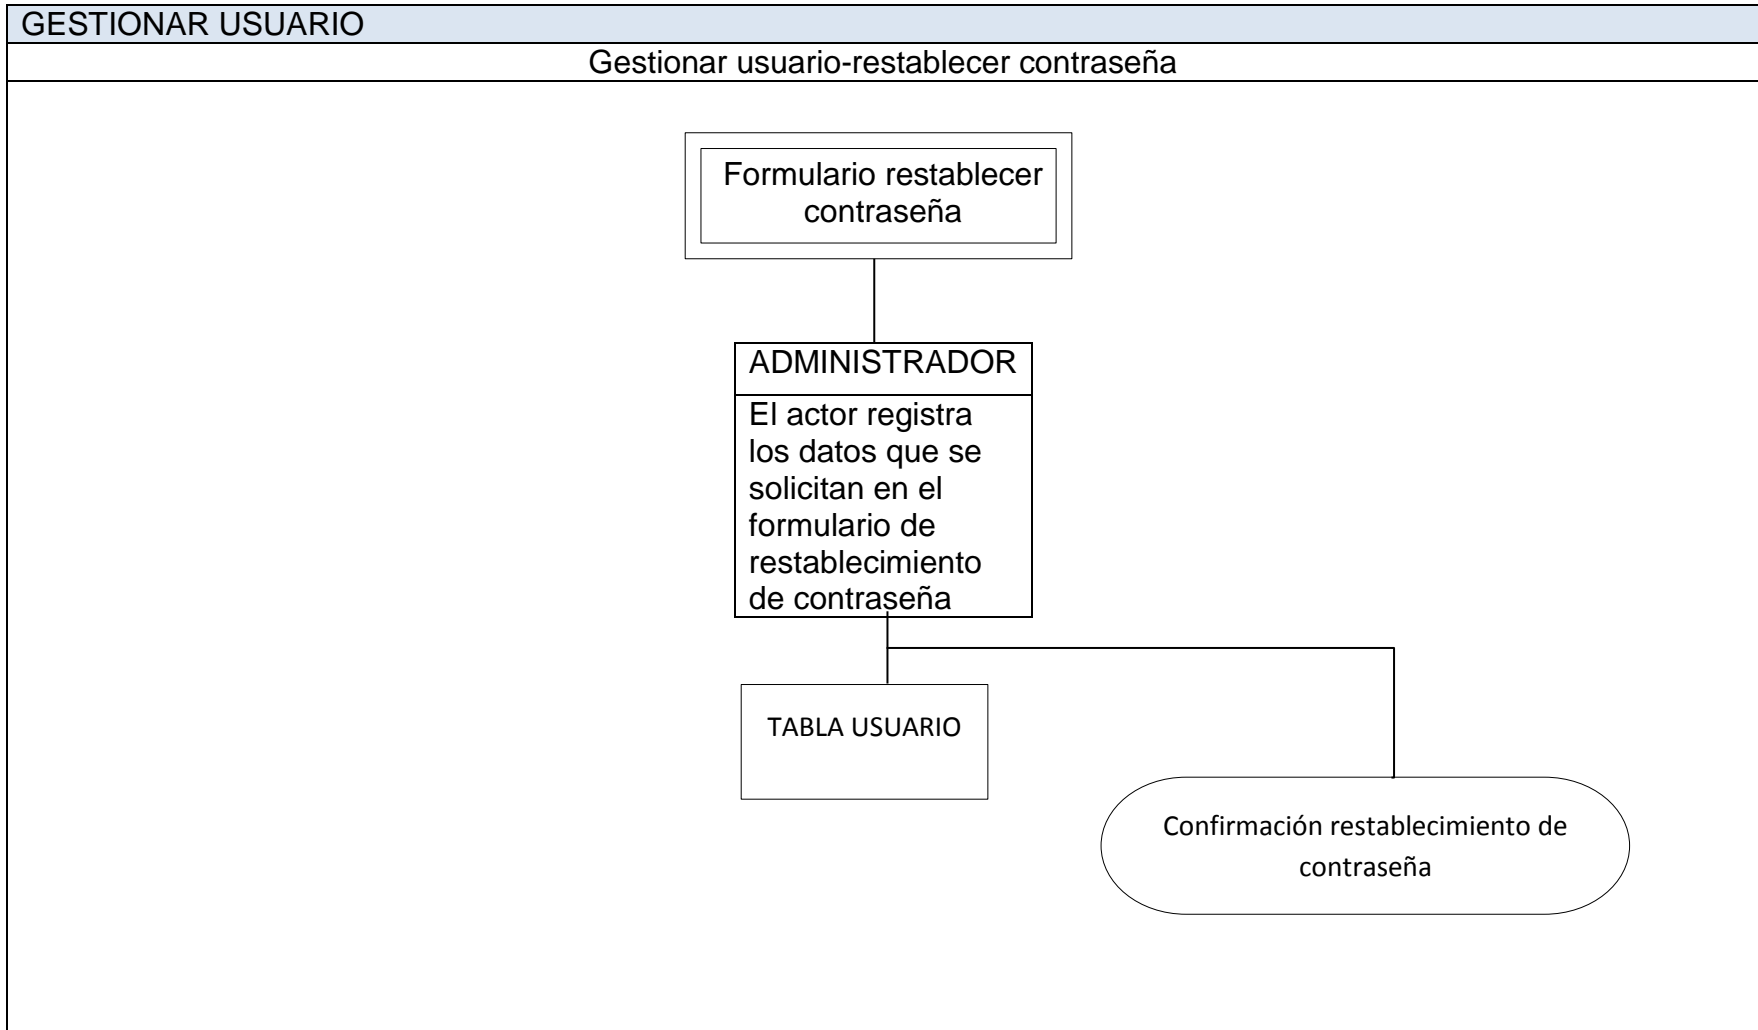 GESTIONAR USUARIO
Gestionar usuario-restablecer contraseña
Formulario restablecer
contraseña
ADMINISTRADOR
El actor registra
los datos que se
solicitan en el
formulario de
restablecimiento
de contraseña
TABLA USUARIO
Confirmación restablecimiento de
contraseña